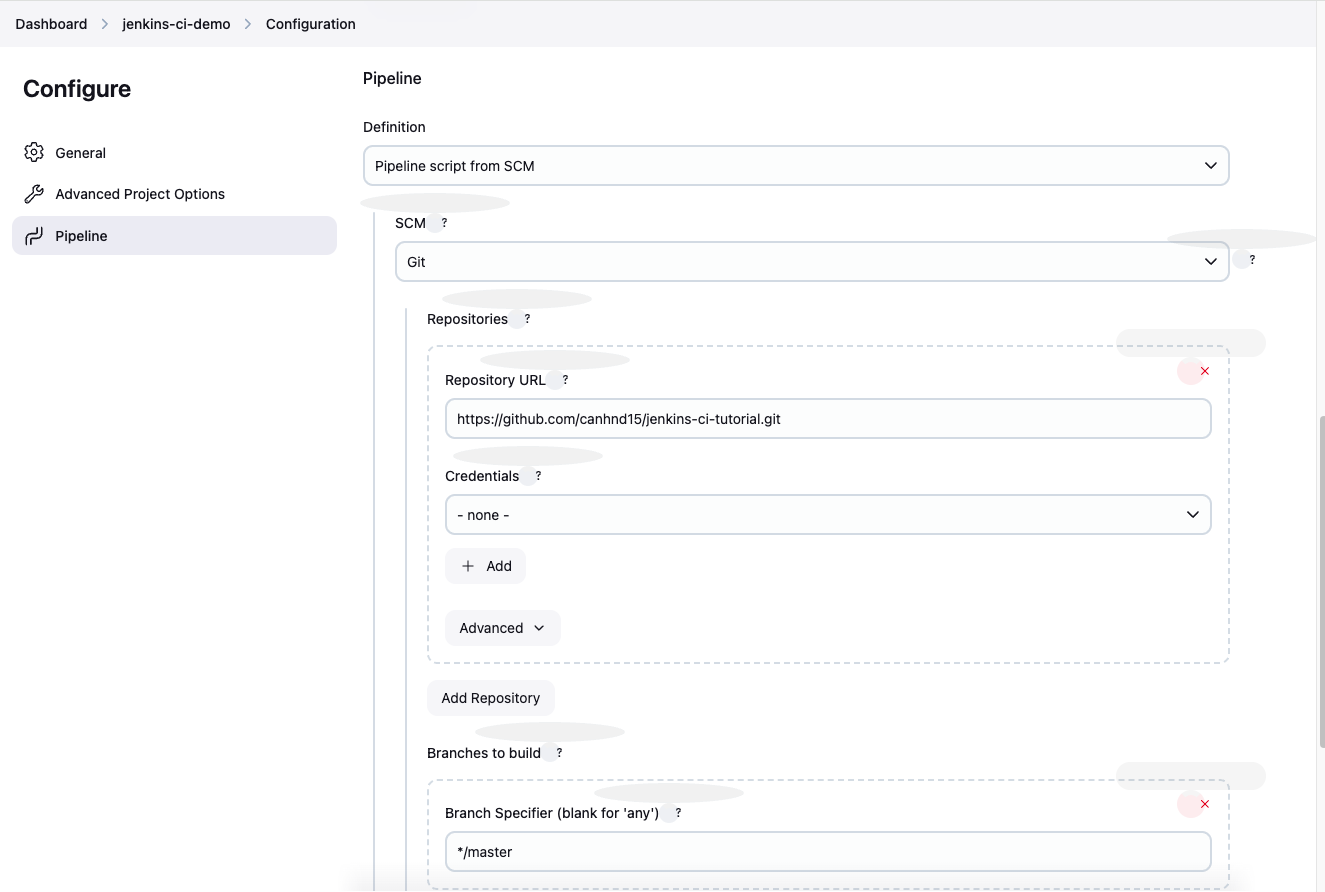 Dashboard > jenkins-ci-demo > Configuration
Configure
General
Advanced Project Options
Pipeline
Pipeline
Definition
Pipeline script from SCM
SCM ?
Git
?
Repositories ?
Repository URL ?
https://github.com/canhnd15/jenkins-ci-tutorial.git
Credentials ?
- none -
+ Add
Advanced
Add Repository
Branches to build ?
Branch Specifier (blank for 'any') ?
*/master